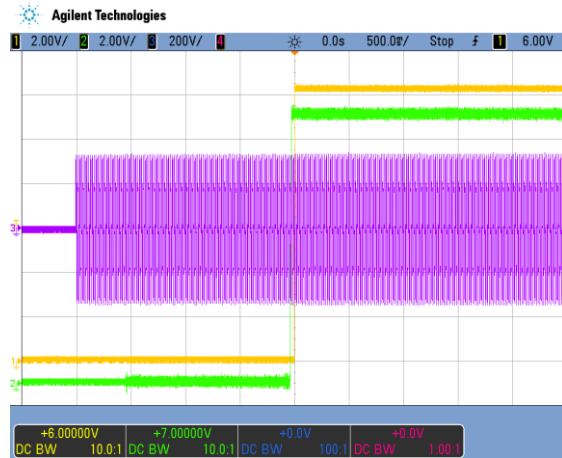 Agilent Technologies
1 2.00V/ 2 2.00V/ 3 200V/ 4 0.0s 500.0m/ Stop 1 6.00V
3
1
2
+6.00000V +7.00000V +0.0V +0.0V
DC BW 10.0:1 DC BW 10.0:1 DC BW 100:1 DC BW 1.00:1